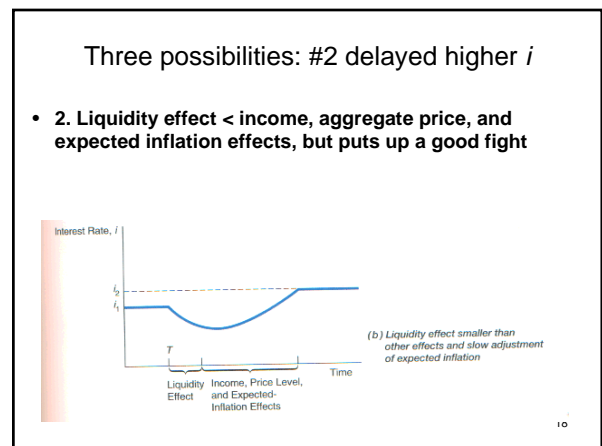 Three possibilities: #2 delayed higher i
• 2. Liquidity effect < income, aggregate price, and
expected inflation effects, but puts up a good fight
Interest Rate, i
i2
i1
T
Time
Liquidity
Effect
Income, Price Level,
and Expected-
Inflation Effects
(b) Liquidity effect smaller than
other effects and slow adjustment
of expected inflation